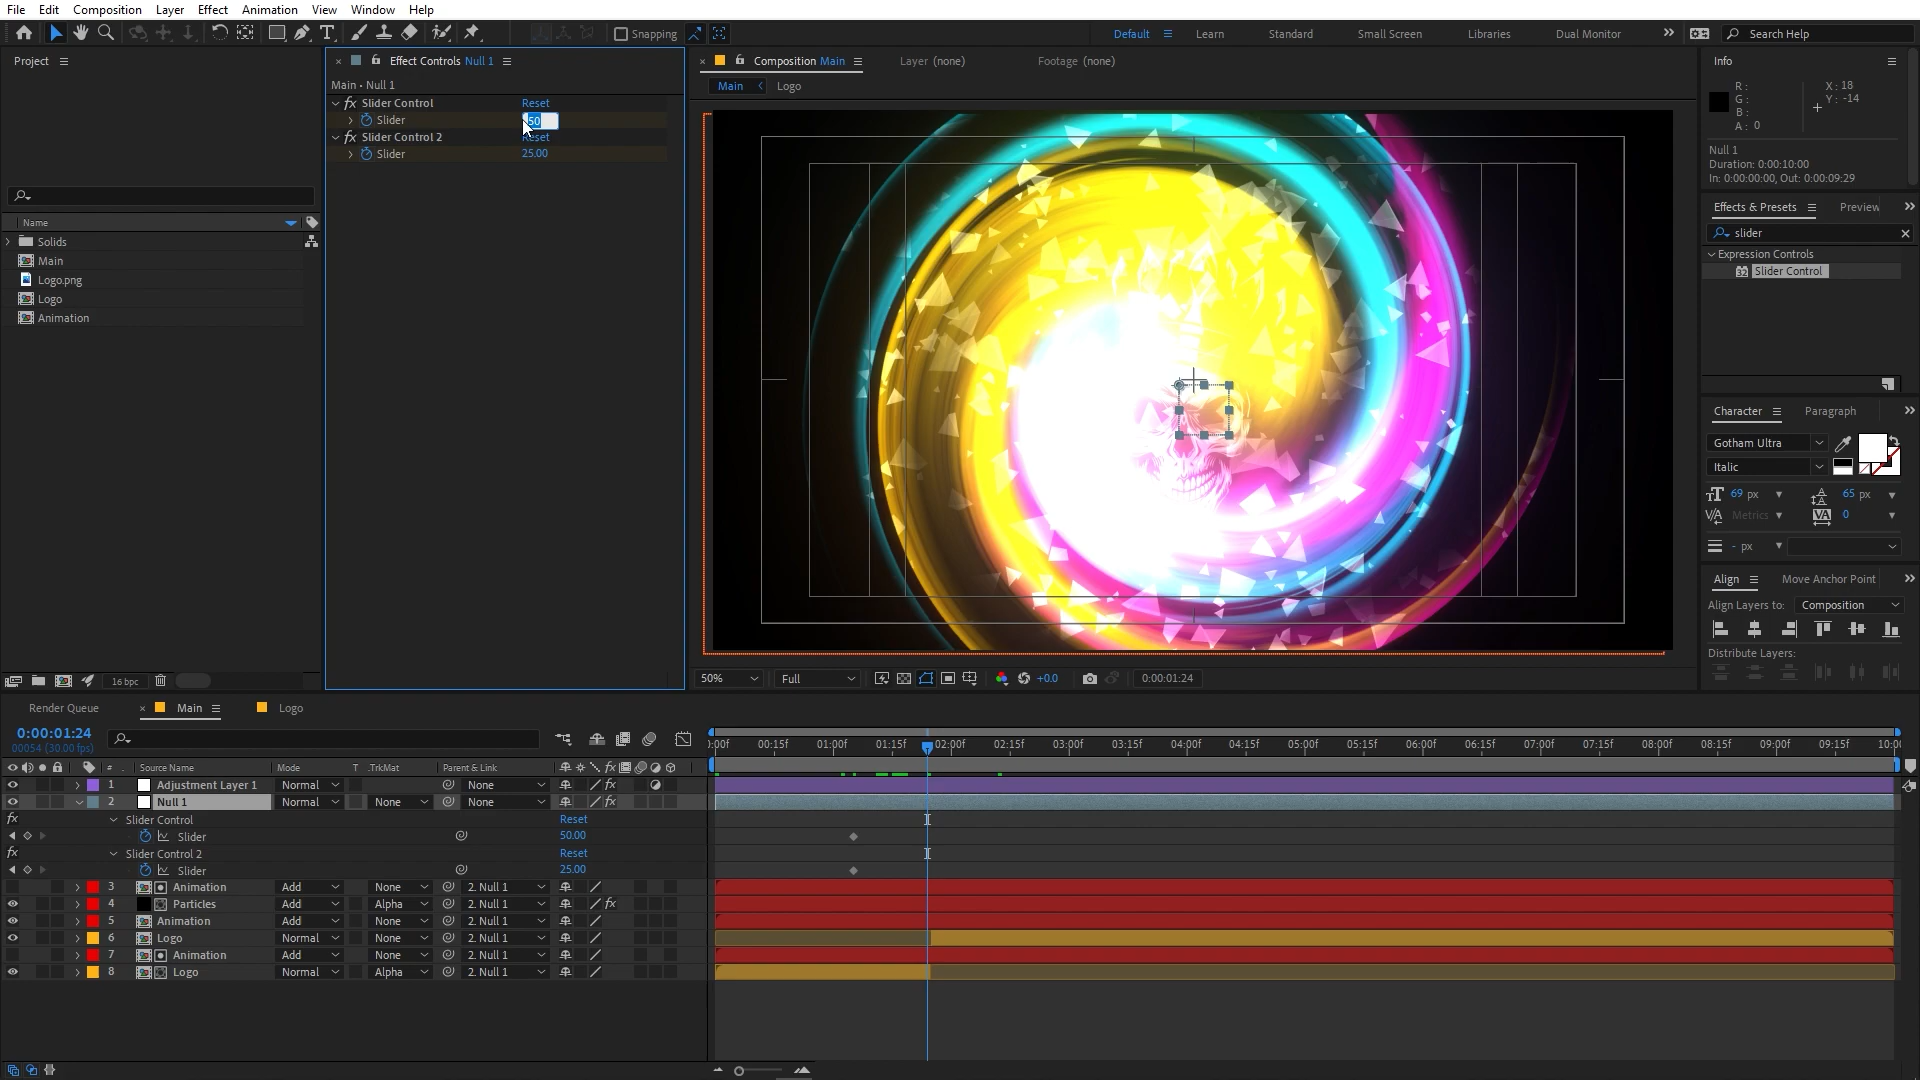 File Edit Composition Layer Effect Animation View Window Help
Snapping
Default Learn Standard Small Screen Libraries Dual Monitor Search Help
Project
Name
Solids
Main
Logo.png
Logo
Animation
16 bpc
Effect Controls Null 1
Main • Null 1
fx Slider Control Reset
Slider 50
fx Slider Control 2 Reset
Slider 25.00
Composition Main Layer (none) Footage (none)
Main Logo
50% Full +0.0 0:00:01:24
Info
R: X: 18
G: Y: -14
B:
A: 0
Null 1
Duration: 0:00:10:00
In: 0:00:00:00, Out: 0:00:09:29
Effects & Presets Preview
slider
Expression Controls
32 Slider Control
Character Paragraph
Gotham Ultra
Italic
69 px 65 px
Metrics 0
- px
Align Move Anchor Point
Align Layers to: Composition
Distribute Layers:
Render Queue Main Logo
0:00:01:24
00054 (30.00 fps)
:00f 00:15f 01:00f 01:15f 02:00f 02:15f 03:00f 03:15f 04:00f 04:15f 05:00f 05:15f 06:00f 06:15f 07:00f 07:15f 08:00f 08:15f 09:00f 09:15f 10:00
# Source Name Mode T .TrkMat Parent & Link fx
1 Adjustment Layer 1 Normal None fx
2 Null 1 Normal None None fx
fx Slider Control Reset
Slider 50.00
fx Slider Control 2 Reset
Slider 25.00
3 Animation Add None 2. Null 1
4 Particles Add Alpha 2. Null 1 fx
5 Animation Add None 2. Null 1
6 Logo Normal None 2. Null 1
7 Animation Add None 2. Null 1
8 Logo Normal Alpha 2. Null 1